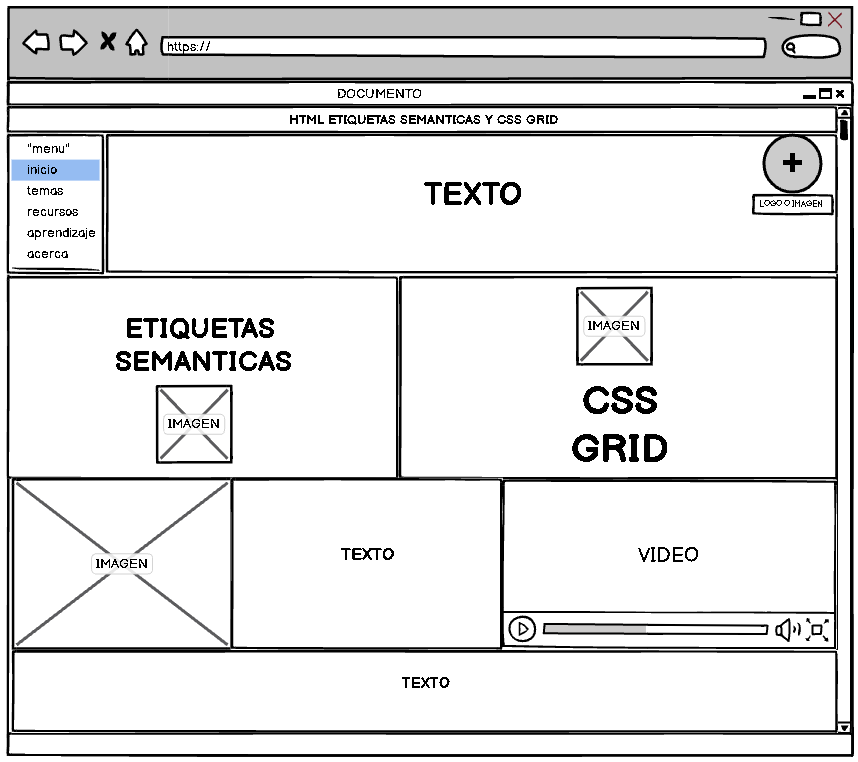 https://
DOCUMENTO
HTML ETIQUETAS SEMANTICAS Y CSS GRID
"menu"
inicio
temas
recursos
aprendizaje
acerca
TEXTO
LOGO O IMAGEN
ETIQUETAS
SEMANTICAS
IMAGEN
IMAGEN
CSS
GRID
IMAGEN
TEXTO
VIDEO
TEXTO